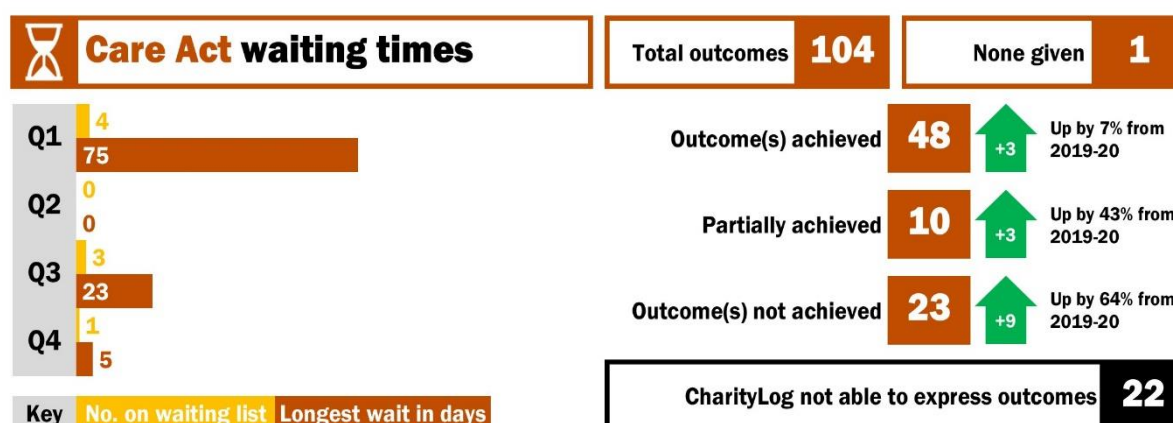 Care Act waiting times
Q1
4
75
Q2
0
0
Q3
3
23
Q4
1
5
Key No. on waiting list Longest wait in days
Total outcomes 104
None given 1
Outcome(s) achieved 48 +3 Up by 7% from
2019-20
Partially achieved 10 +3 Up by 43% from
2019-20
Outcome(s) not achieved 23 +9 Up by 64% from
2019-20
CharityLog not able to express outcomes 22